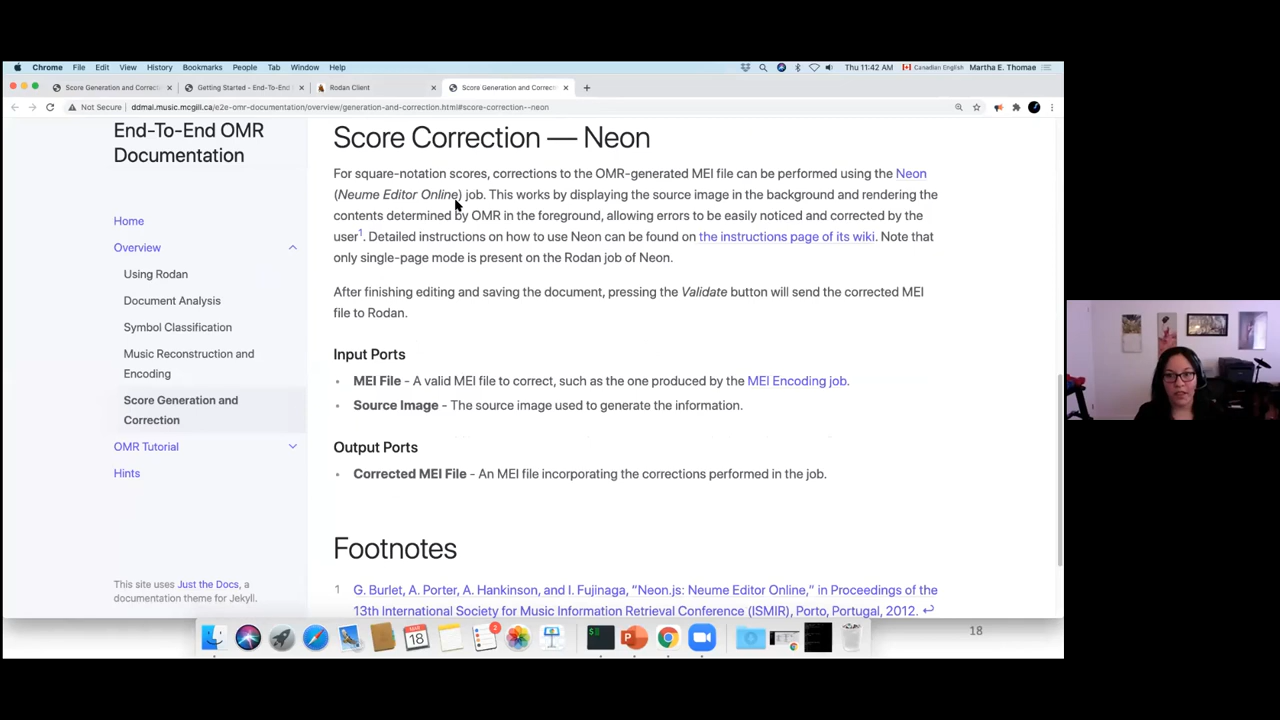 Chrome File Edit View History Bookmarks People Tab Window Help Thu 11:42 AM Canadian English Martha E. Thomae
Score Generation and Correcti Getting Started - End-To-End Rodan Client Score Generation and Correcti
Not Secure ddmal.music.mcgill.ca/e2e-omr-documentation/overview/generation-and-correction.html#score-correction--neon
End-To-End OMR
Documentation
Home
Overview
Using Rodan
Document Analysis
Symbol Classification
Music Reconstruction and
Encoding
Score Generation and
Correction
OMR Tutorial
Hints
This site uses Just the Docs, a
documentation theme for Jekyll.
Score Correction — Neon
For square-notation scores, corrections to the OMR-generated MEI file can be performed using the Neon
(Neume Editor Online) job. This works by displaying the source image in the background and rendering the
contents determined by OMR in the foreground, allowing errors to be easily noticed and corrected by the
user1. Detailed instructions on how to use Neon can be found on the instructions page of its wiki. Note that
only single-page mode is present on the Rodan job of Neon.
After finishing editing and saving the document, pressing the Validate button will send the corrected MEI
file to Rodan.
Input Ports
• MEI File - A valid MEI file to correct, such as the one produced by the MEI Encoding job.
• Source Image - The source image used to generate the information.
Output Ports
• Corrected MEI File - An MEI file incorporating the corrections performed in the job.
Footnotes
1 G. Burlet, A. Porter, A. Hankinson, and I. Fujinaga, “Neon.js: Neume Editor Online,” in Proceedings of the
13th International Society for Music Information Retrieval Conference (ISMIR), Porto, Portugal, 2012. ↩
18
2
18